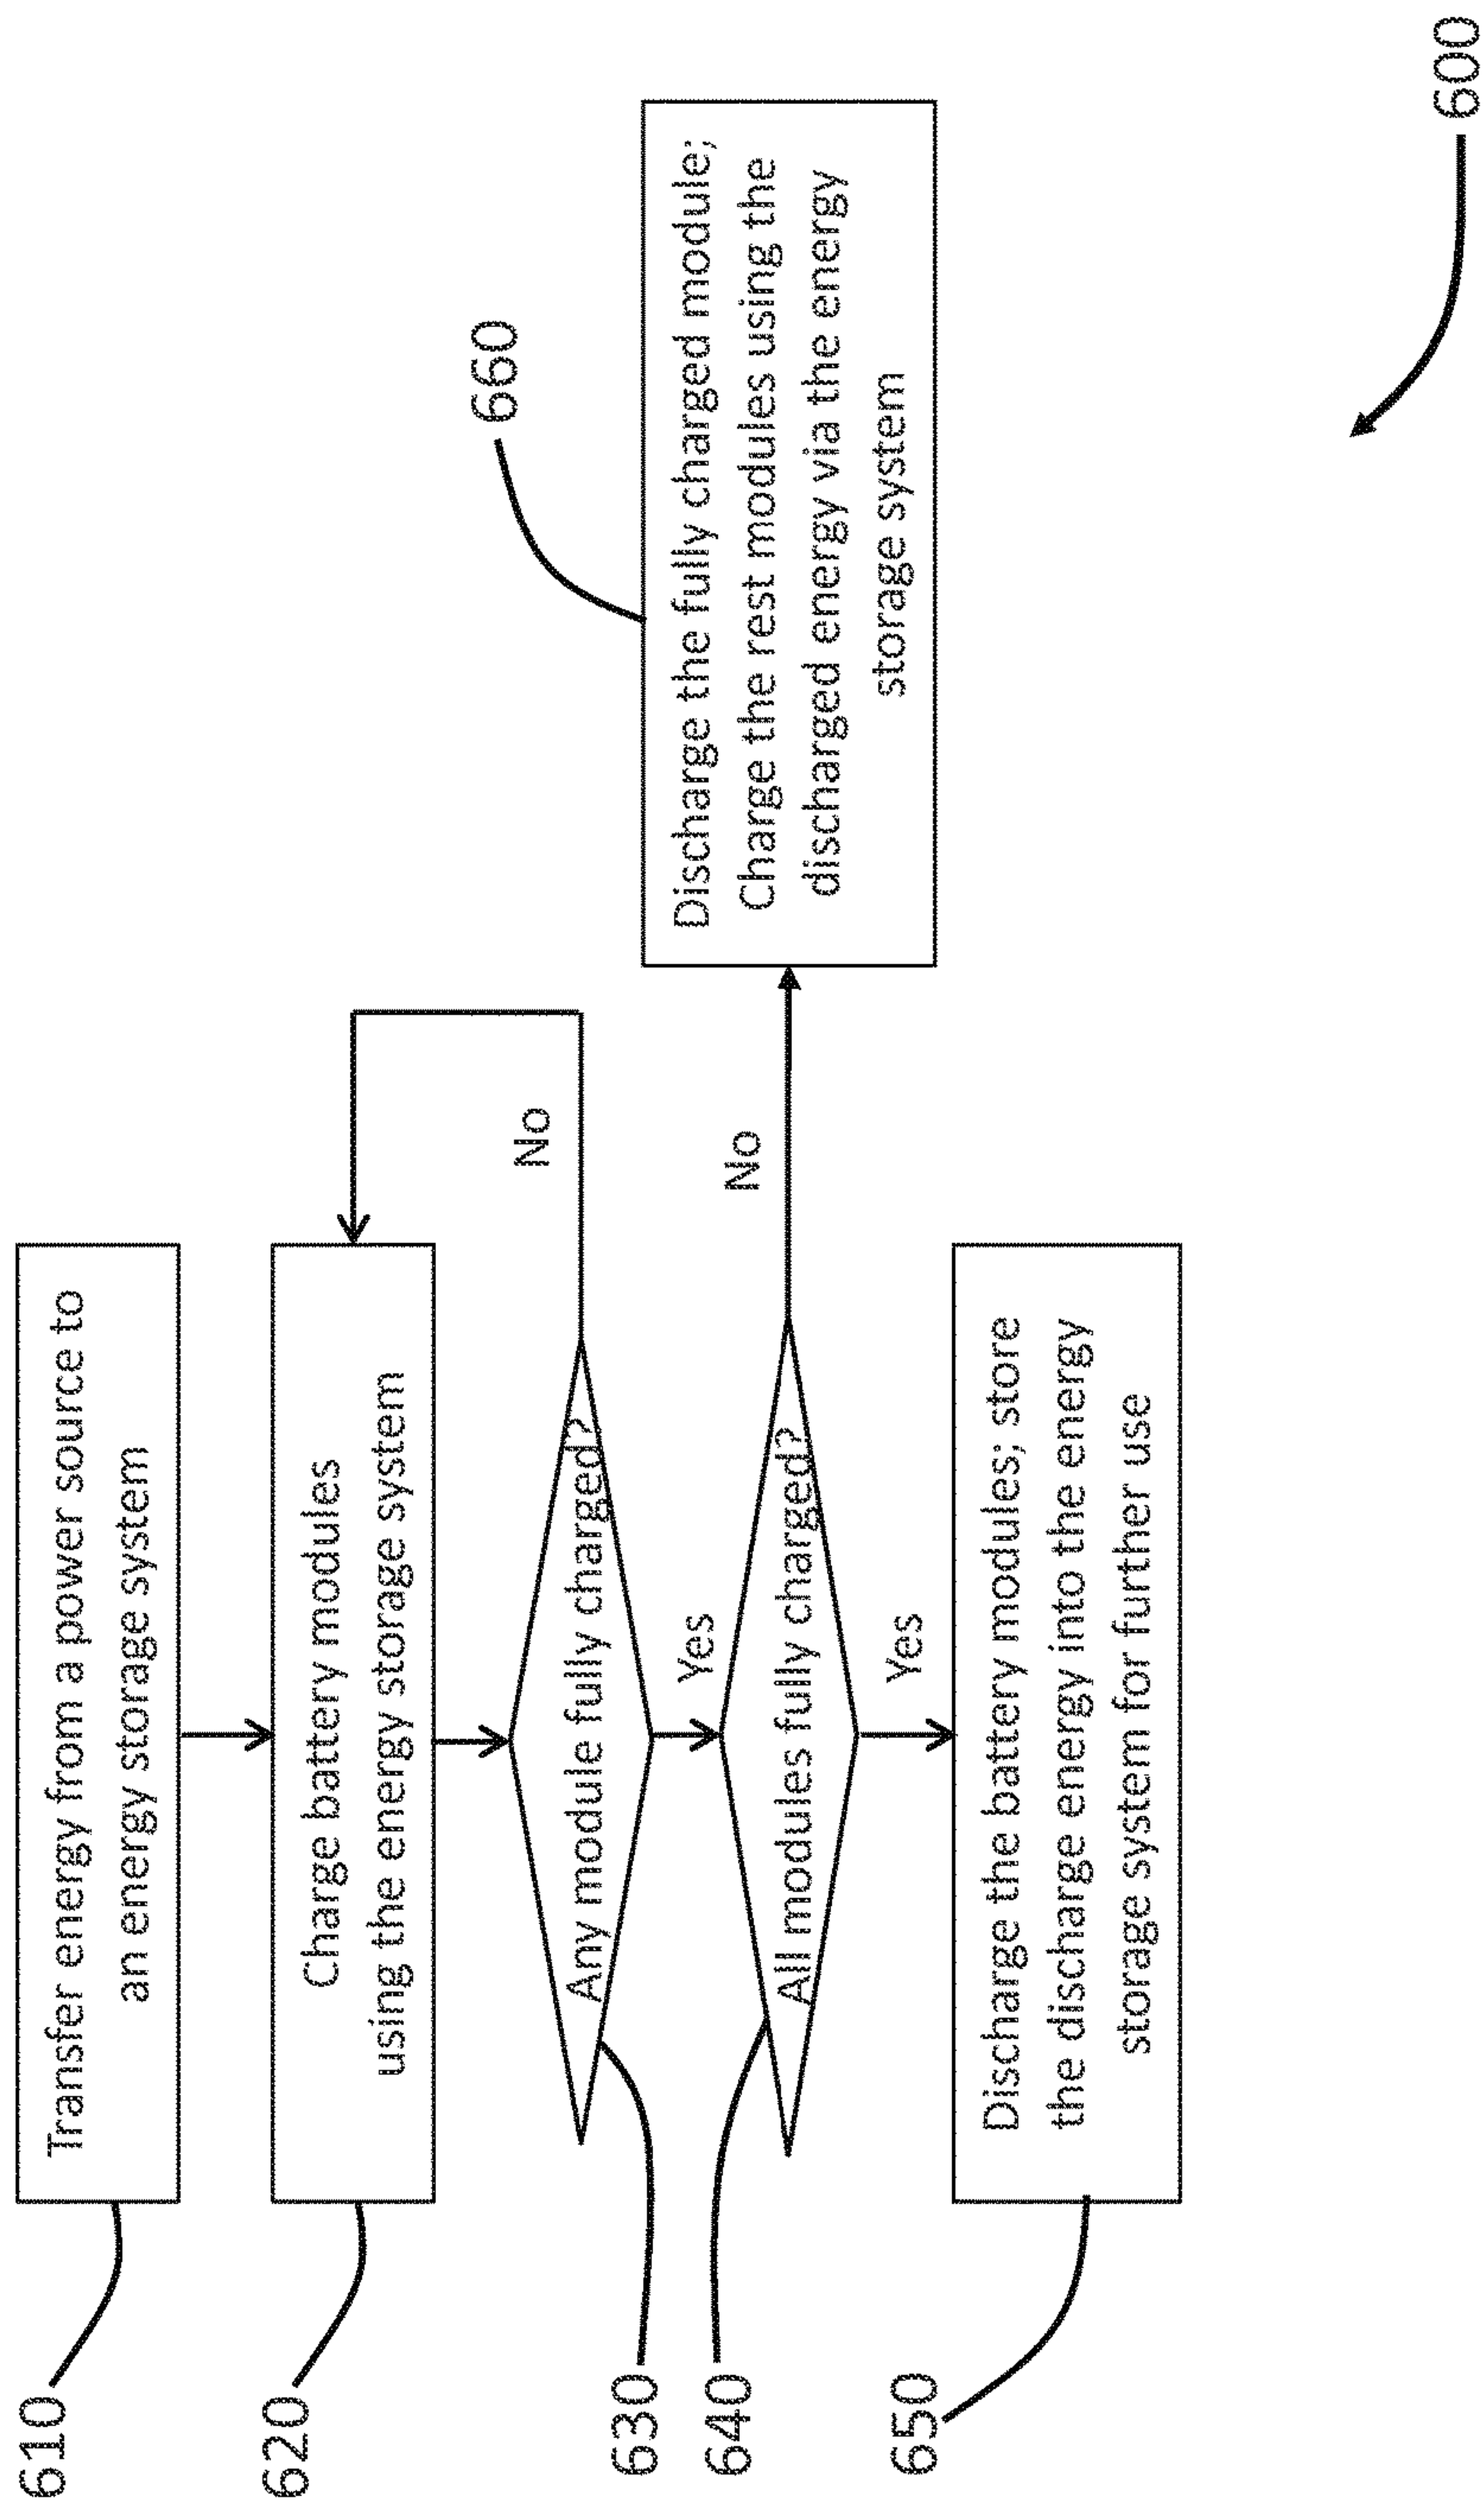 610
Transfer energy from a power source to
an energy storage system
620
Charge battery modules
using the energy storage system
630
Any module fully charged?
No
Yes
640
All modules fully charged?
No
Yes
650
Discharge the battery modules; store
the discharge energy into the energy
storage system for further use
660
Discharge the fully charged module;
Charge the rest modules using the
discharged energy via the energy
storage system
600